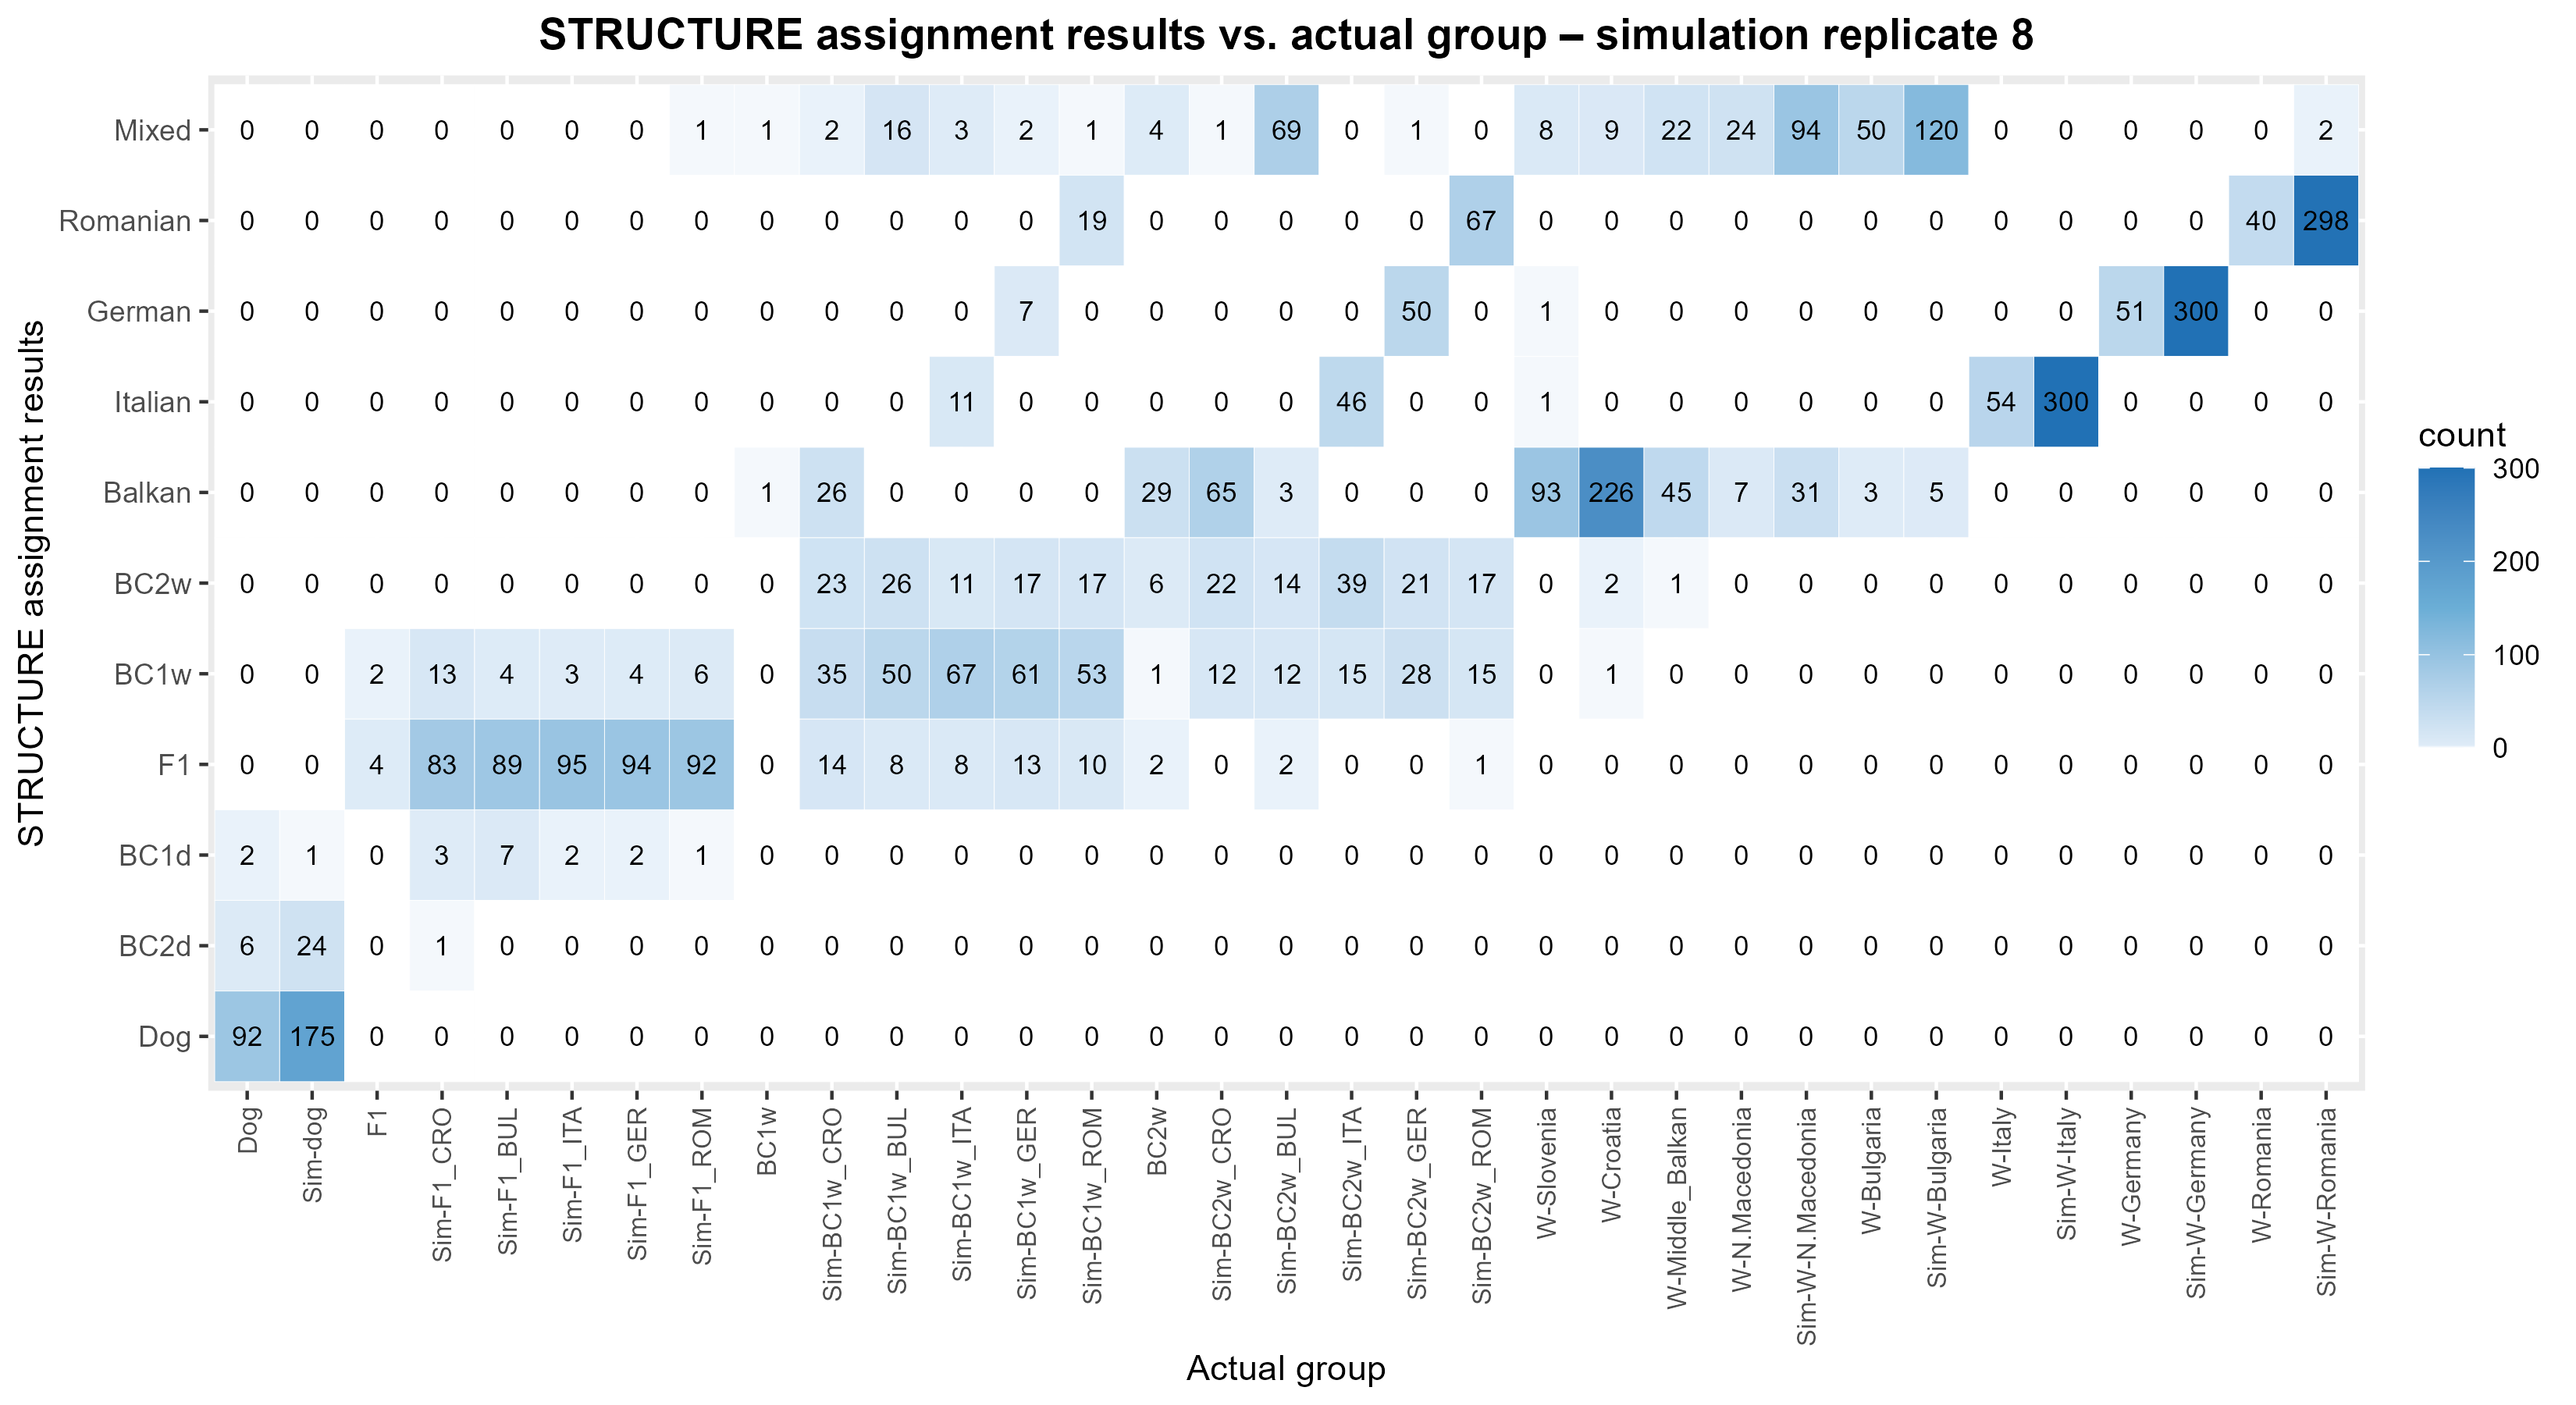 STRUCTURE assignment results vs. actual group – simulation replicate 8
STRUCTURE assignment results
Mixed 0 0 0 0 0 0 0 1 1 2 16 3 2 1 4 1 69 0 1 0 8 9 22 24 94 50 120 0 0 0 0 0 2
Romanian 0 0 0 0 0 0 0 0 0 0 0 0 0 19 0 0 0 0 0 67 0 0 0 0 0 0 0 0 0 0 0 40 298
German 0 0 0 0 0 0 0 0 0 0 0 0 7 0 0 0 0 0 50 0 1 0 0 0 0 0 0 0 0 51 300 0 0
Italian 0 0 0 0 0 0 0 0 0 0 0 11 0 0 0 0 0 46 0 0 1 0 0 0 0 0 0 54 300 0 0 0 0
Balkan 0 0 0 0 0 0 0 0 1 26 0 0 0 0 29 65 3 0 0 0 93 226 45 7 31 3 5 0 0 0 0 0 0
BC2w 0 0 0 0 0 0 0 0 0 23 26 11 17 17 6 22 14 39 21 17 0 2 1 0 0 0 0 0 0 0 0 0 0
BC1w 0 0 2 13 4 3 4 6 0 35 50 67 61 53 1 12 12 15 28 15 0 1 0 0 0 0 0 0 0 0 0 0 0
F1 0 0 4 83 89 95 94 92 0 14 8 8 13 10 2 0 2 0 0 1 0 0 0 0 0 0 0 0 0 0 0 0 0
BC1d 2 1 0 3 7 2 2 1 0 0 0 0 0 0 0 0 0 0 0 0 0 0 0 0 0 0 0 0 0 0 0 0 0
BC2d 6 24 0 1 0 0 0 0 0 0 0 0 0 0 0 0 0 0 0 0 0 0 0 0 0 0 0 0 0 0 0 0 0
Dog 92 175 0 0 0 0 0 0 0 0 0 0 0 0 0 0 0 0 0 0 0 0 0 0 0 0 0 0 0 0 0 0 0
Dog
Sim-dog
F1
Sim-F1_CRO
Sim-F1_BUL
Sim-F1_ITA
Sim-F1_GER
Sim-F1_ROM
BC1w
Sim-BC1w_CRO
Sim-BC1w_BUL
Sim-BC1w_ITA
Sim-BC1w_GER
Sim-BC1w_ROM
BC2w
Sim-BC2w_CRO
Sim-BC2w_BUL
Sim-BC2w_ITA
Sim-BC2w_GER
Sim-BC2w_ROM
W-Slovenia
W-Croatia
W-Middle_Balkan
W-N.Macedonia
Sim-W-N.Macedonia
W-Bulgaria
Sim-W-Bulgaria
W-Italy
Sim-W-Italy
W-Germany
Sim-W-Germany
W-Romania
Sim-W-Romania
Actual group
count
300
200
100
0